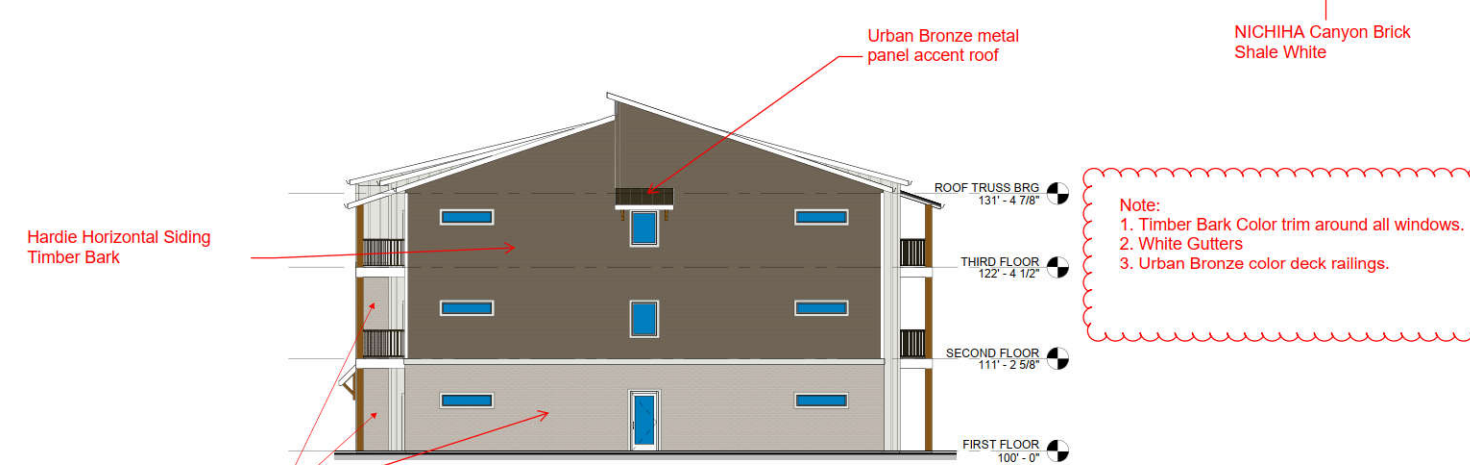 Urban Bronze metal
panel accent roof
NICHIHA Canyon Brick
Shale White
Hardie Horizontal Siding
Timber Bark
ROOF TRUSS BRG
131' - 4 7/8"
THIRD FLOOR
122' - 4 1/2"
SECOND FLOOR
111' - 2 5/8"
FIRST FLOOR
100' - 0"
Note:
1. Timber Bark Color trim around all windows.
2. White Gutters
3. Urban Bronze color deck railings.